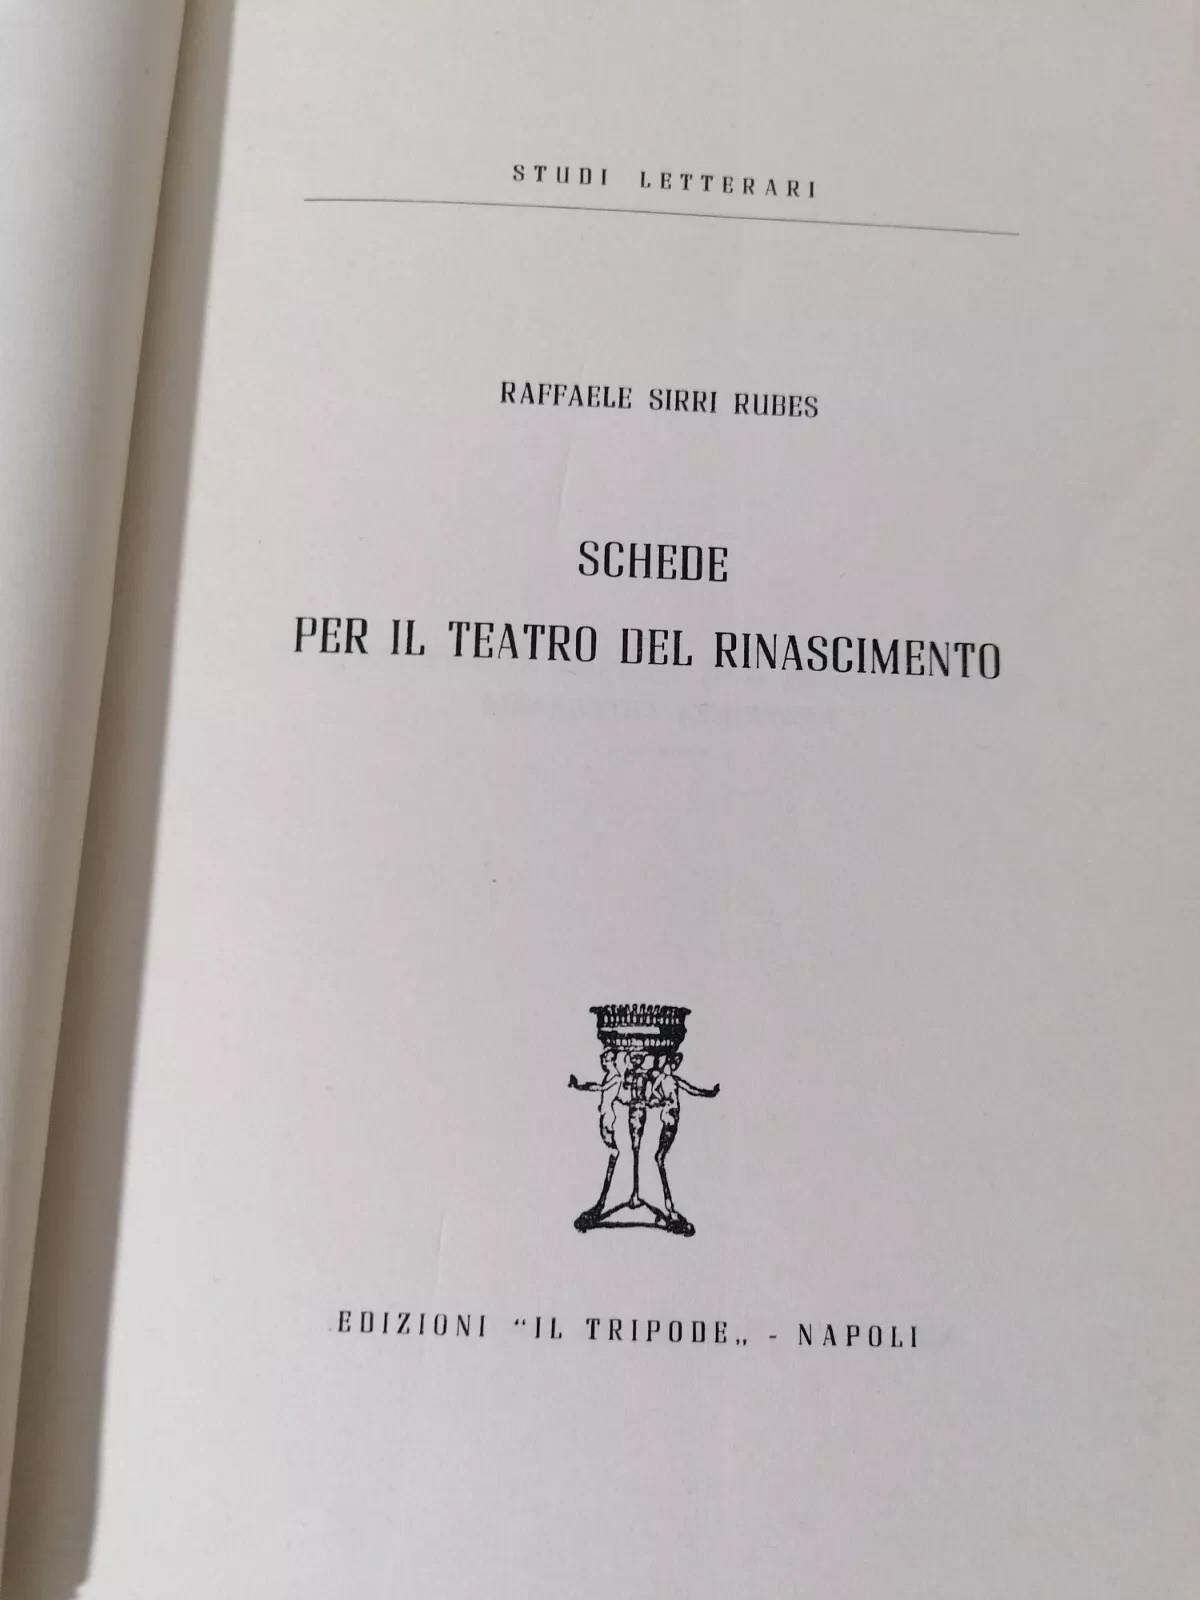 STUDI LETTERARI
RAFFAELE SIRRI RUBES
SCHEDE
PER IL TEATRO DEL RINASCIMENTO
EDIZIONI “IL TRIPODE„ - NAPOLI